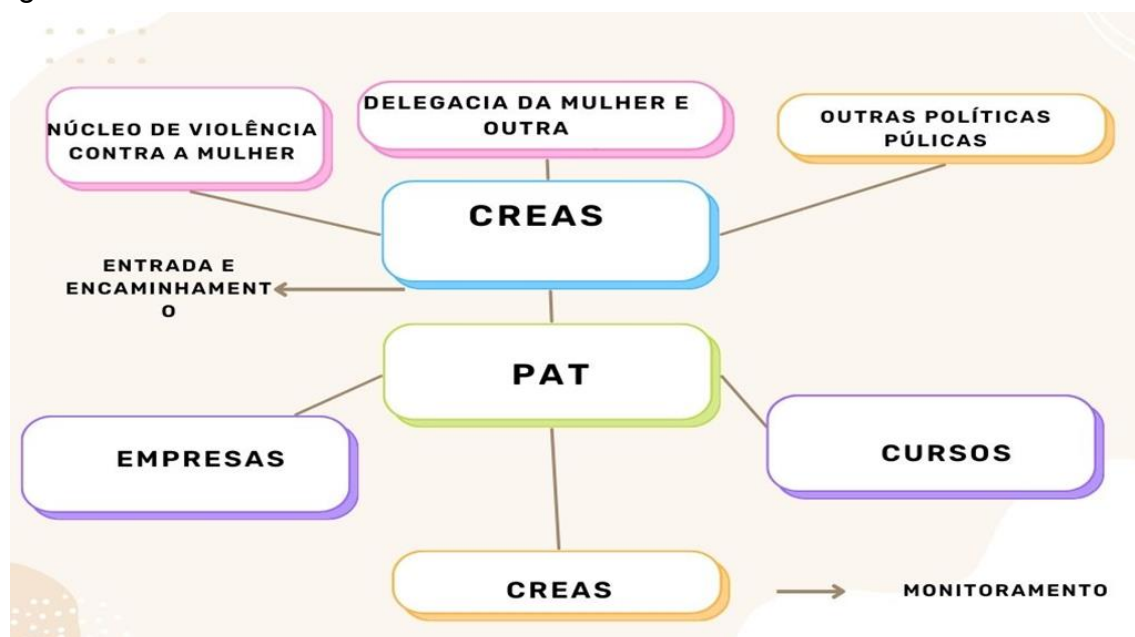 NÚCLEO DE VIOLÊNCIA
CONTRA A MULHER
DELEGACIA DA MULHER E
OUTRA
OUTRAS POLÍTICAS
PÚLICAS
CREAS
ENTRADA E
ENCAMINHAMENT
O
PAT
EMPRESAS
CURSOS
CREAS
MONITORAMENTO